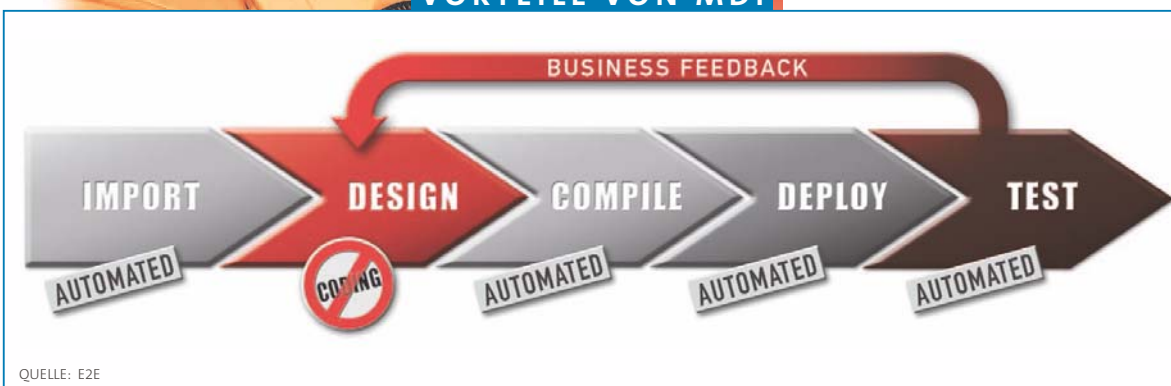 VORTEILE VON MDI
BUSINESS FEEDBACK
IMPORT
DESIGN
COMPILE
DEPLOY
TEST
AUTOMATED
CODING
AUTOMATED
AUTOMATED
AUTOMATED
QUELLE: E2E